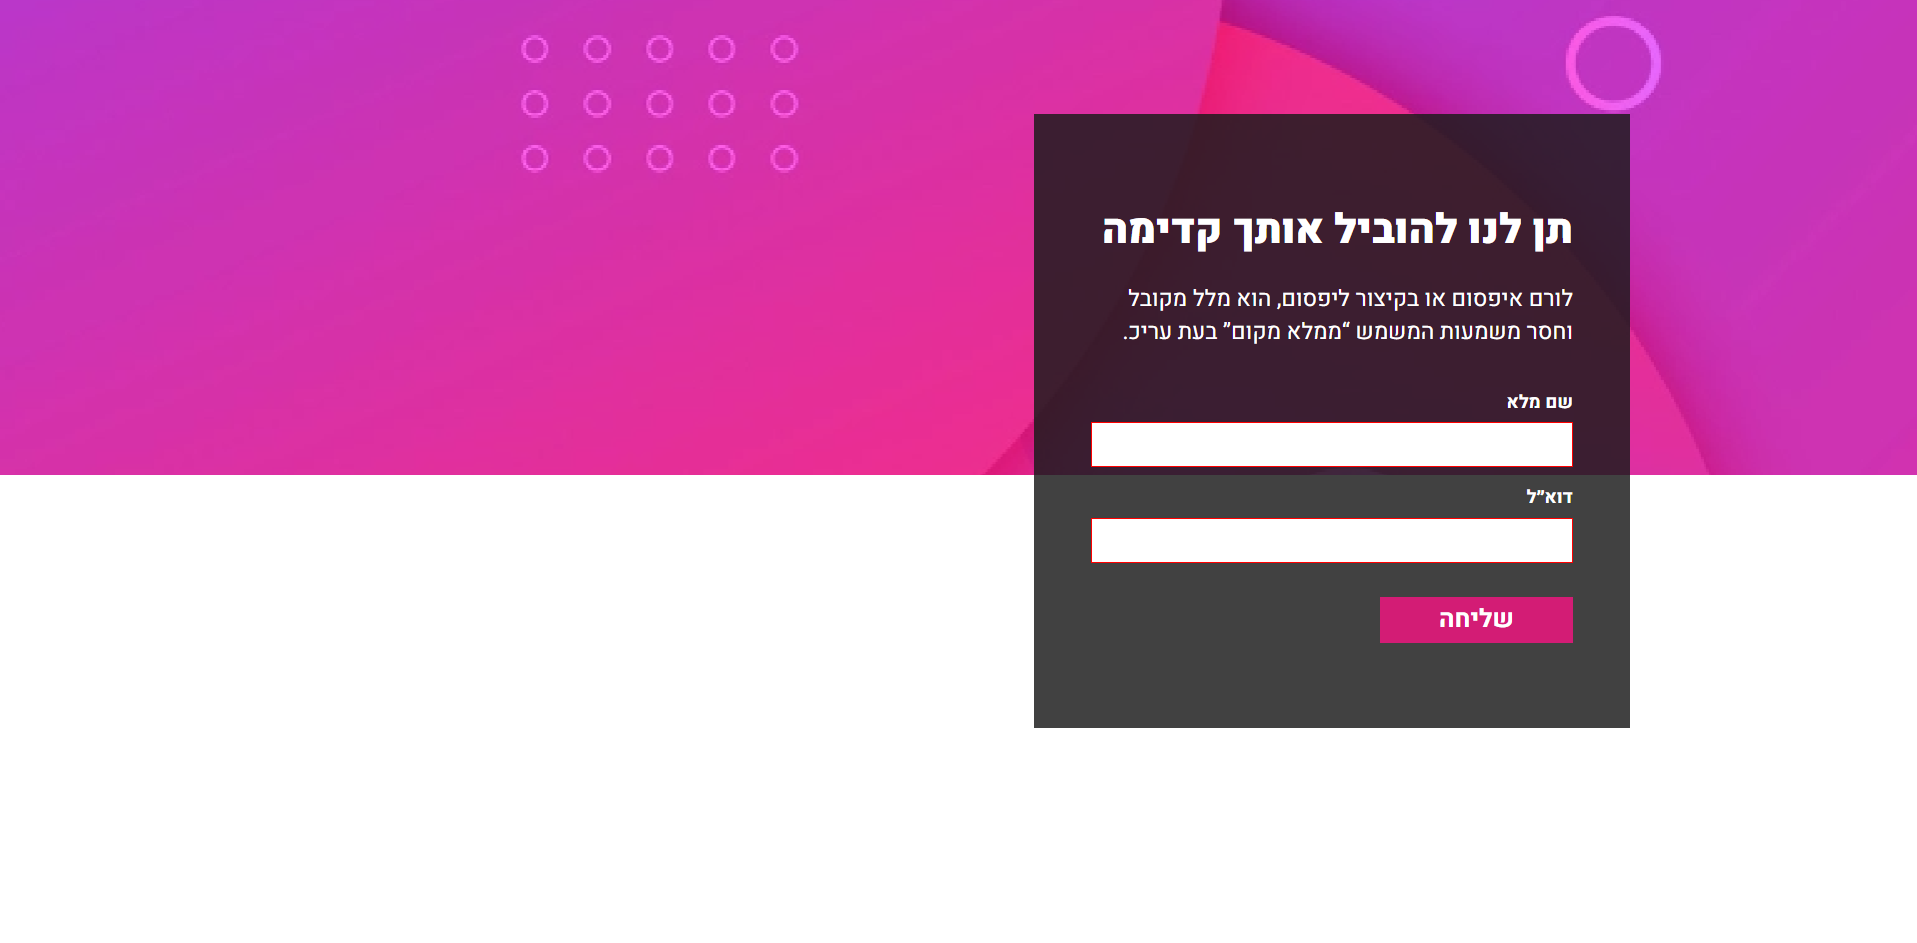 תן לנו להוביל אותך קדימה
לורם איפסום או בקיצור ליפסום, הוא מלל מקובל
וחסר משמעות המשמש “ממלא מקום” בעת עריכ.
שם מלא
דוא״ל
שליחה